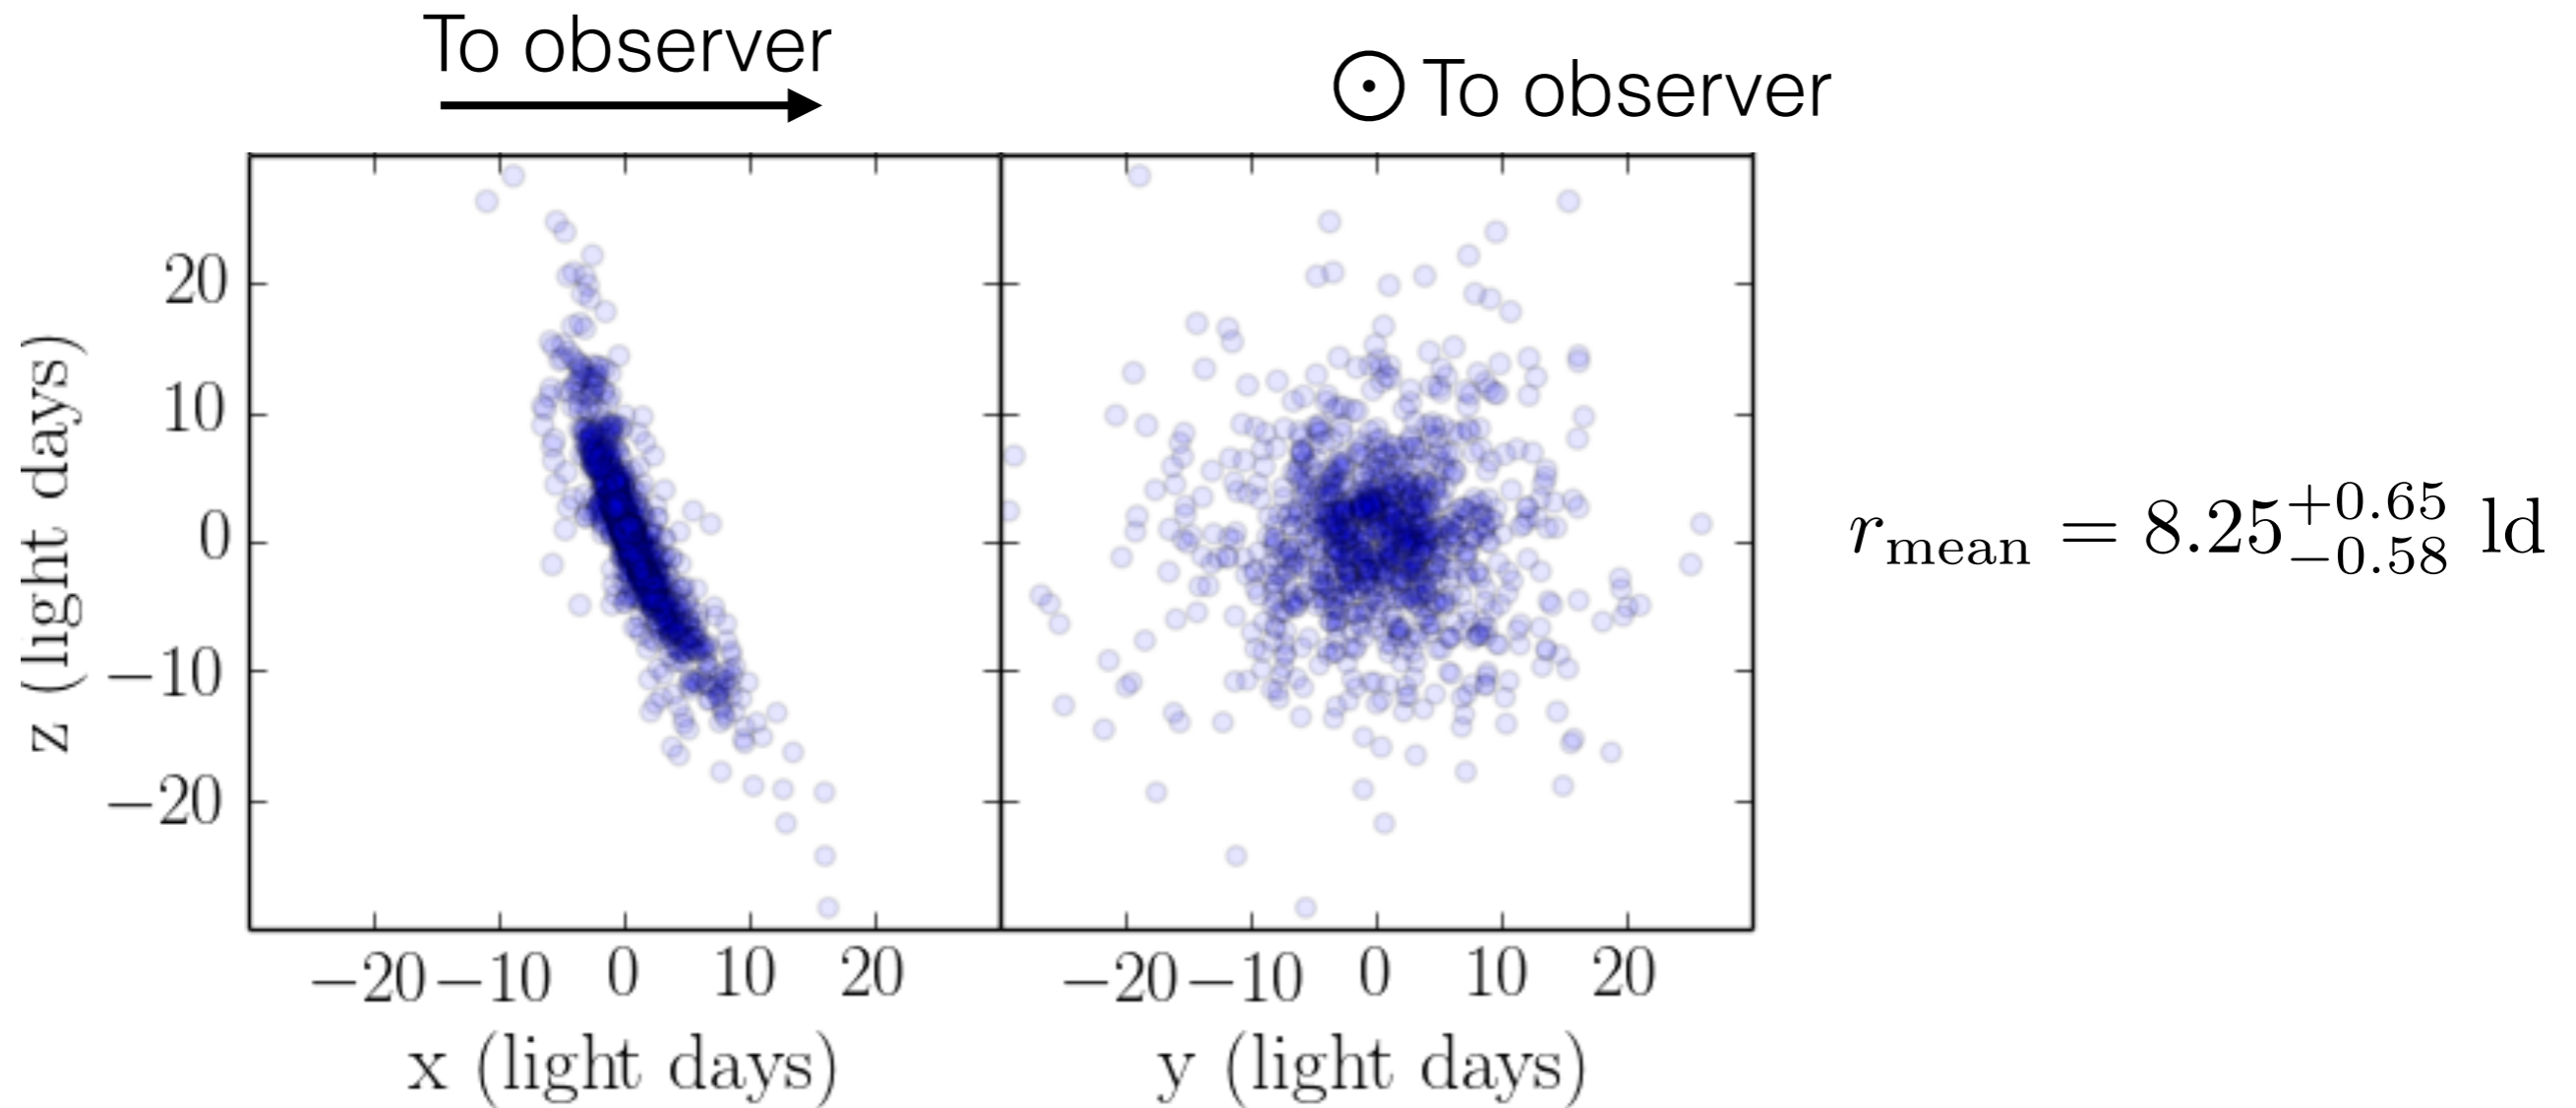 To observer
⊙ To observer
z (light days)
20
10
0
−10
−20
−20 −10 0 10 20
x (light days)
−20 −10 0 10 20
y (light days)
r_mean = 8.25^{+0.65}_{−0.58} ld